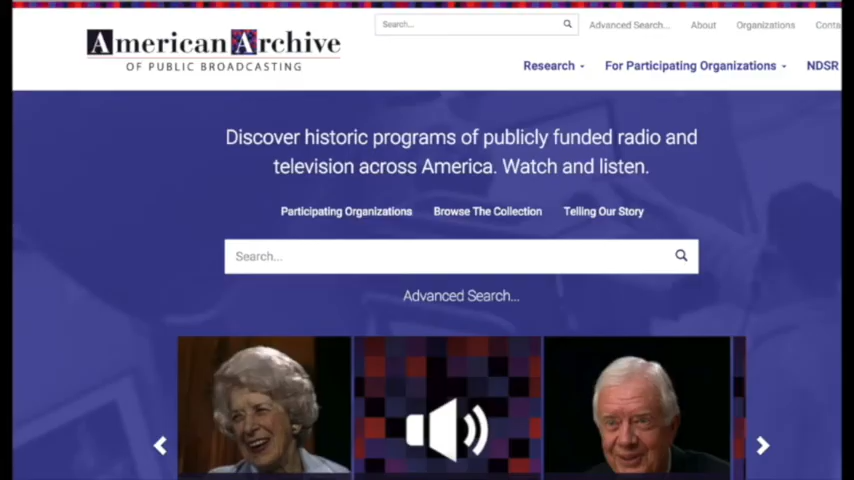 Search...
Advanced Search...
About
Organizations
Conta
American Archive
OF PUBLIC BROADCASTING
Research
For Participating Organizations
NDSR
Discover historic programs of publicly funded radio and
television across America. Watch and listen.
Participating Organizations
Browse The Collection
Telling Our Story
Search...
Advanced Search...